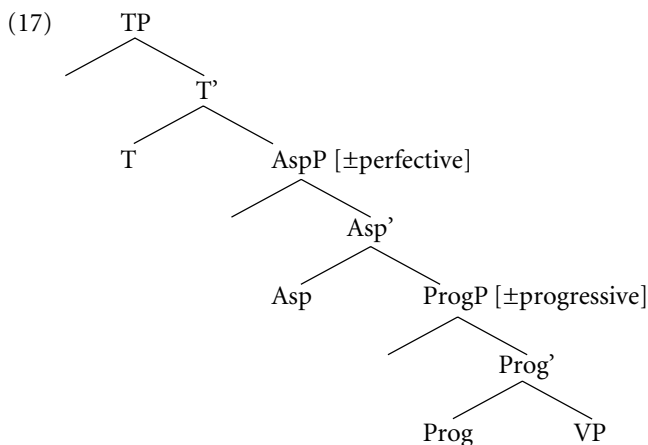 (17) TP
T’
T AspP [±perfective]
Asp’
Asp ProgP [±progressive]
Prog’
Prog VP